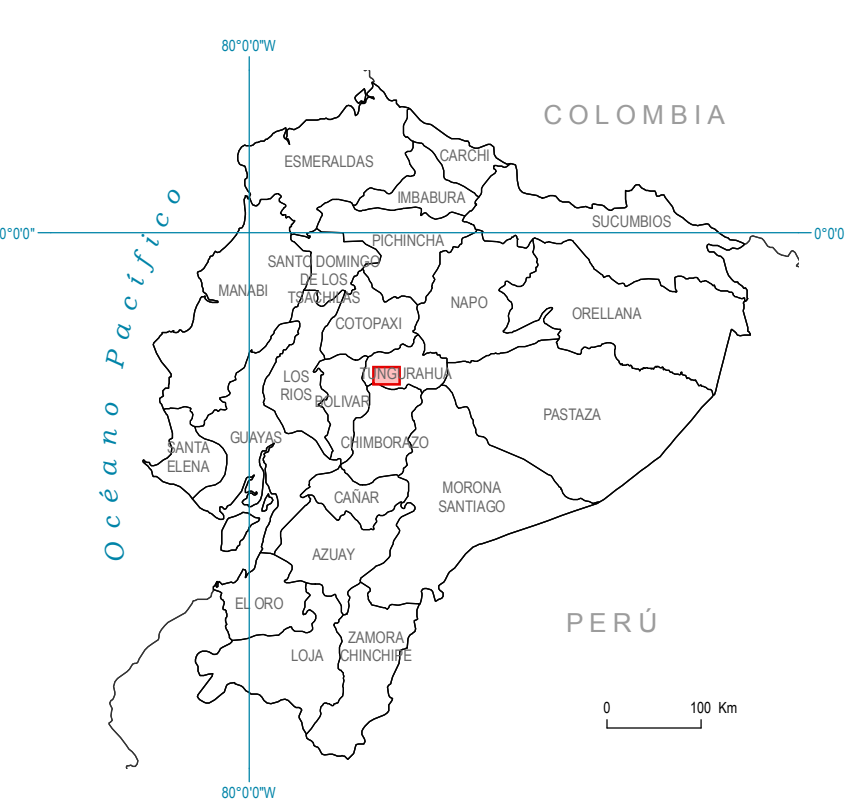 80°0'0"W
COLOMBIA
CARCHI
ESMERALDAS
IMBABURA
SUCUMBIOS
0°0'0"
0°0'0
PICHINCHA
SANTO DOMINGO
DE LOS
TSACHILAS
MANABI
NAPO
ORELLANA
COTOPAXI
Océano Pacífico
TUNGURAHUA
LOS
RIOS
BOLIVAR
PASTAZA
GUAYAS
CHIMBORAZO
SANTA
ELENA
MORONA
SANTIAGO
CAÑAR
AZUAY
EL ORO
PERÚ
ZAMORA
CHINCHIPE
LOJA
0 100 Km
80°0'0"W